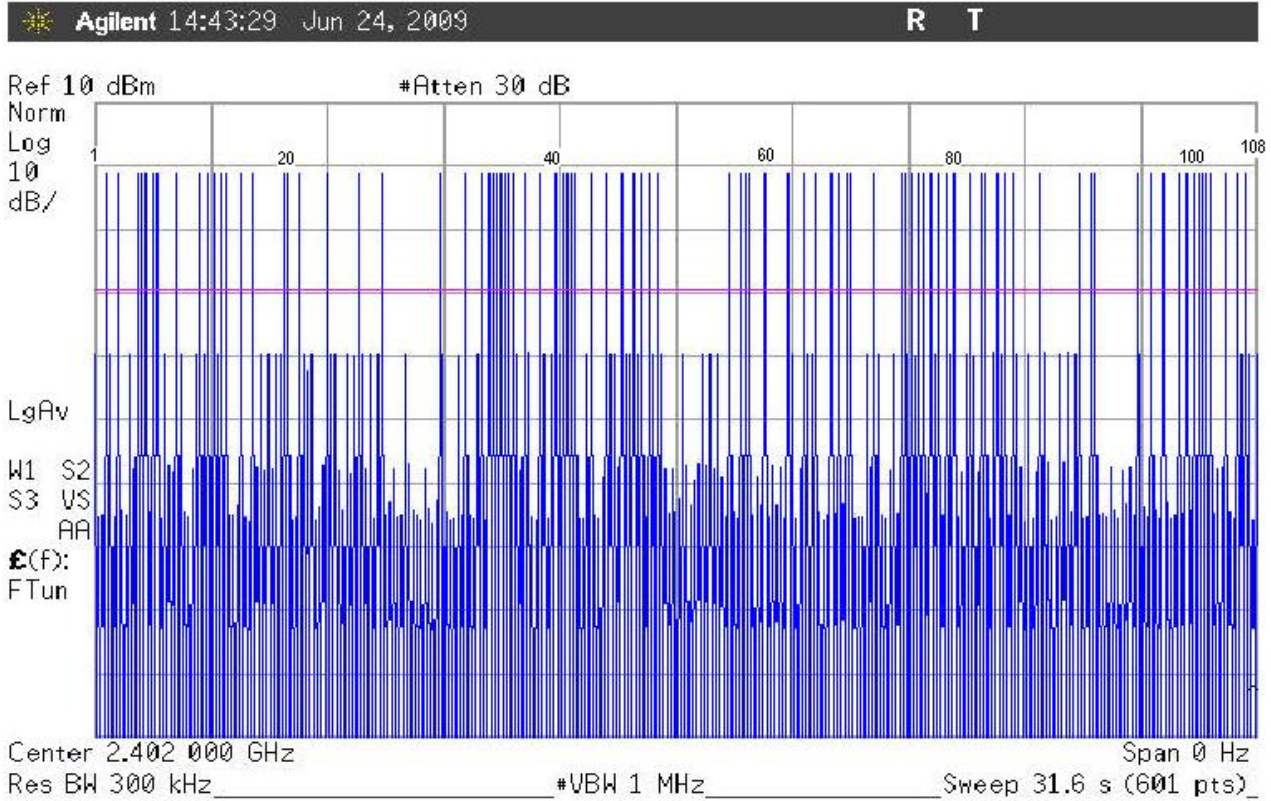 Agilent 14:43:29 Jun 24, 2009 R T
Ref 10 dBm #Atten 30 dB
Norm
Log
10
dB/
1 20 40 60 80 100 108
LgAv
W1 S2
S3 VS
AA
£(f):
FTun
Center 2.402 000 GHz Span 0 Hz
Res BW 300 kHz #VBW 1 MHz Sweep 31.6 s (601 pts)